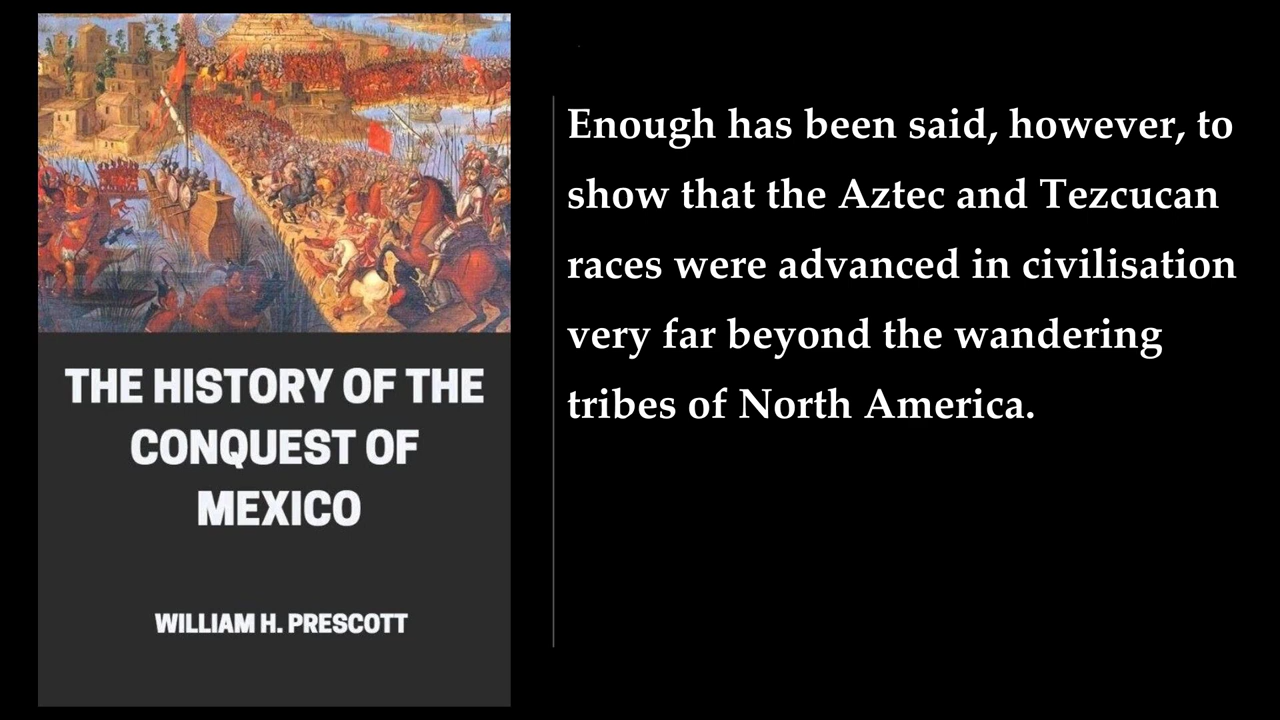 THE HISTORY OF THE
CONQUEST OF
MEXICO
WILLIAM H. PRESCOTT
Enough has been said, however, to
show that the Aztec and Tezcucan
races were advanced in civilisation
very far beyond the wandering
tribes of North America.